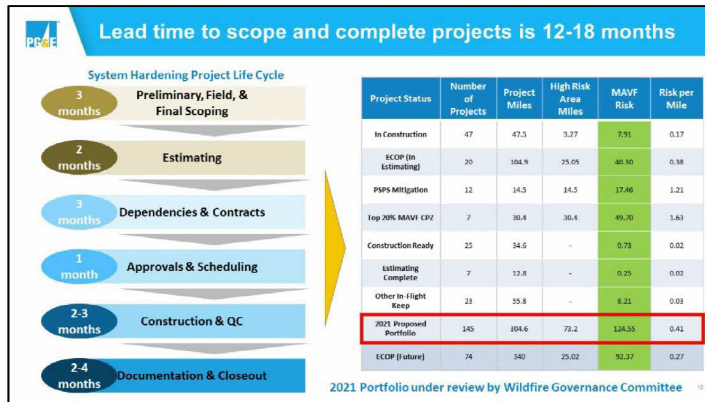 PG&E
Lead time to scope and complete projects is 12-18 months
System Hardening Project Life Cycle
3
months
Preliminary, Field, &
Final Scoping
2
months
Estimating
3
months
Dependencies & Contracts
1
month
Approvals & Scheduling
2-3
months
Construction & QC
2-4
months
Documentation & Closeout
Project Status Number of Projects Project Miles High Risk Area Miles MAVF Risk Risk per Mile
In Construction 47 47.5 3.27 7.91 0.17
ECOP (In Estimating) 20 104.9 25.05 40.30 0.38
PSPS Mitigation 12 14.5 14.5 17.46 1.21
Top 20% MAVF CPZ 7 30.4 30.4 49.70 1.63
Construction Ready 25 34.6 - 0.73 0.02
Estimating Complete 7 12.8 - 0.25 0.02
Other In-Flight Keep 23 55.8 - 8.21 0.03
2021 Proposed Portfolio 145 304.6 73.2 124.55 0.41
ECOP (Future) 74 340 25.02 92.37 0.27
2021 Portfolio under review by Wildfire Governance Committee